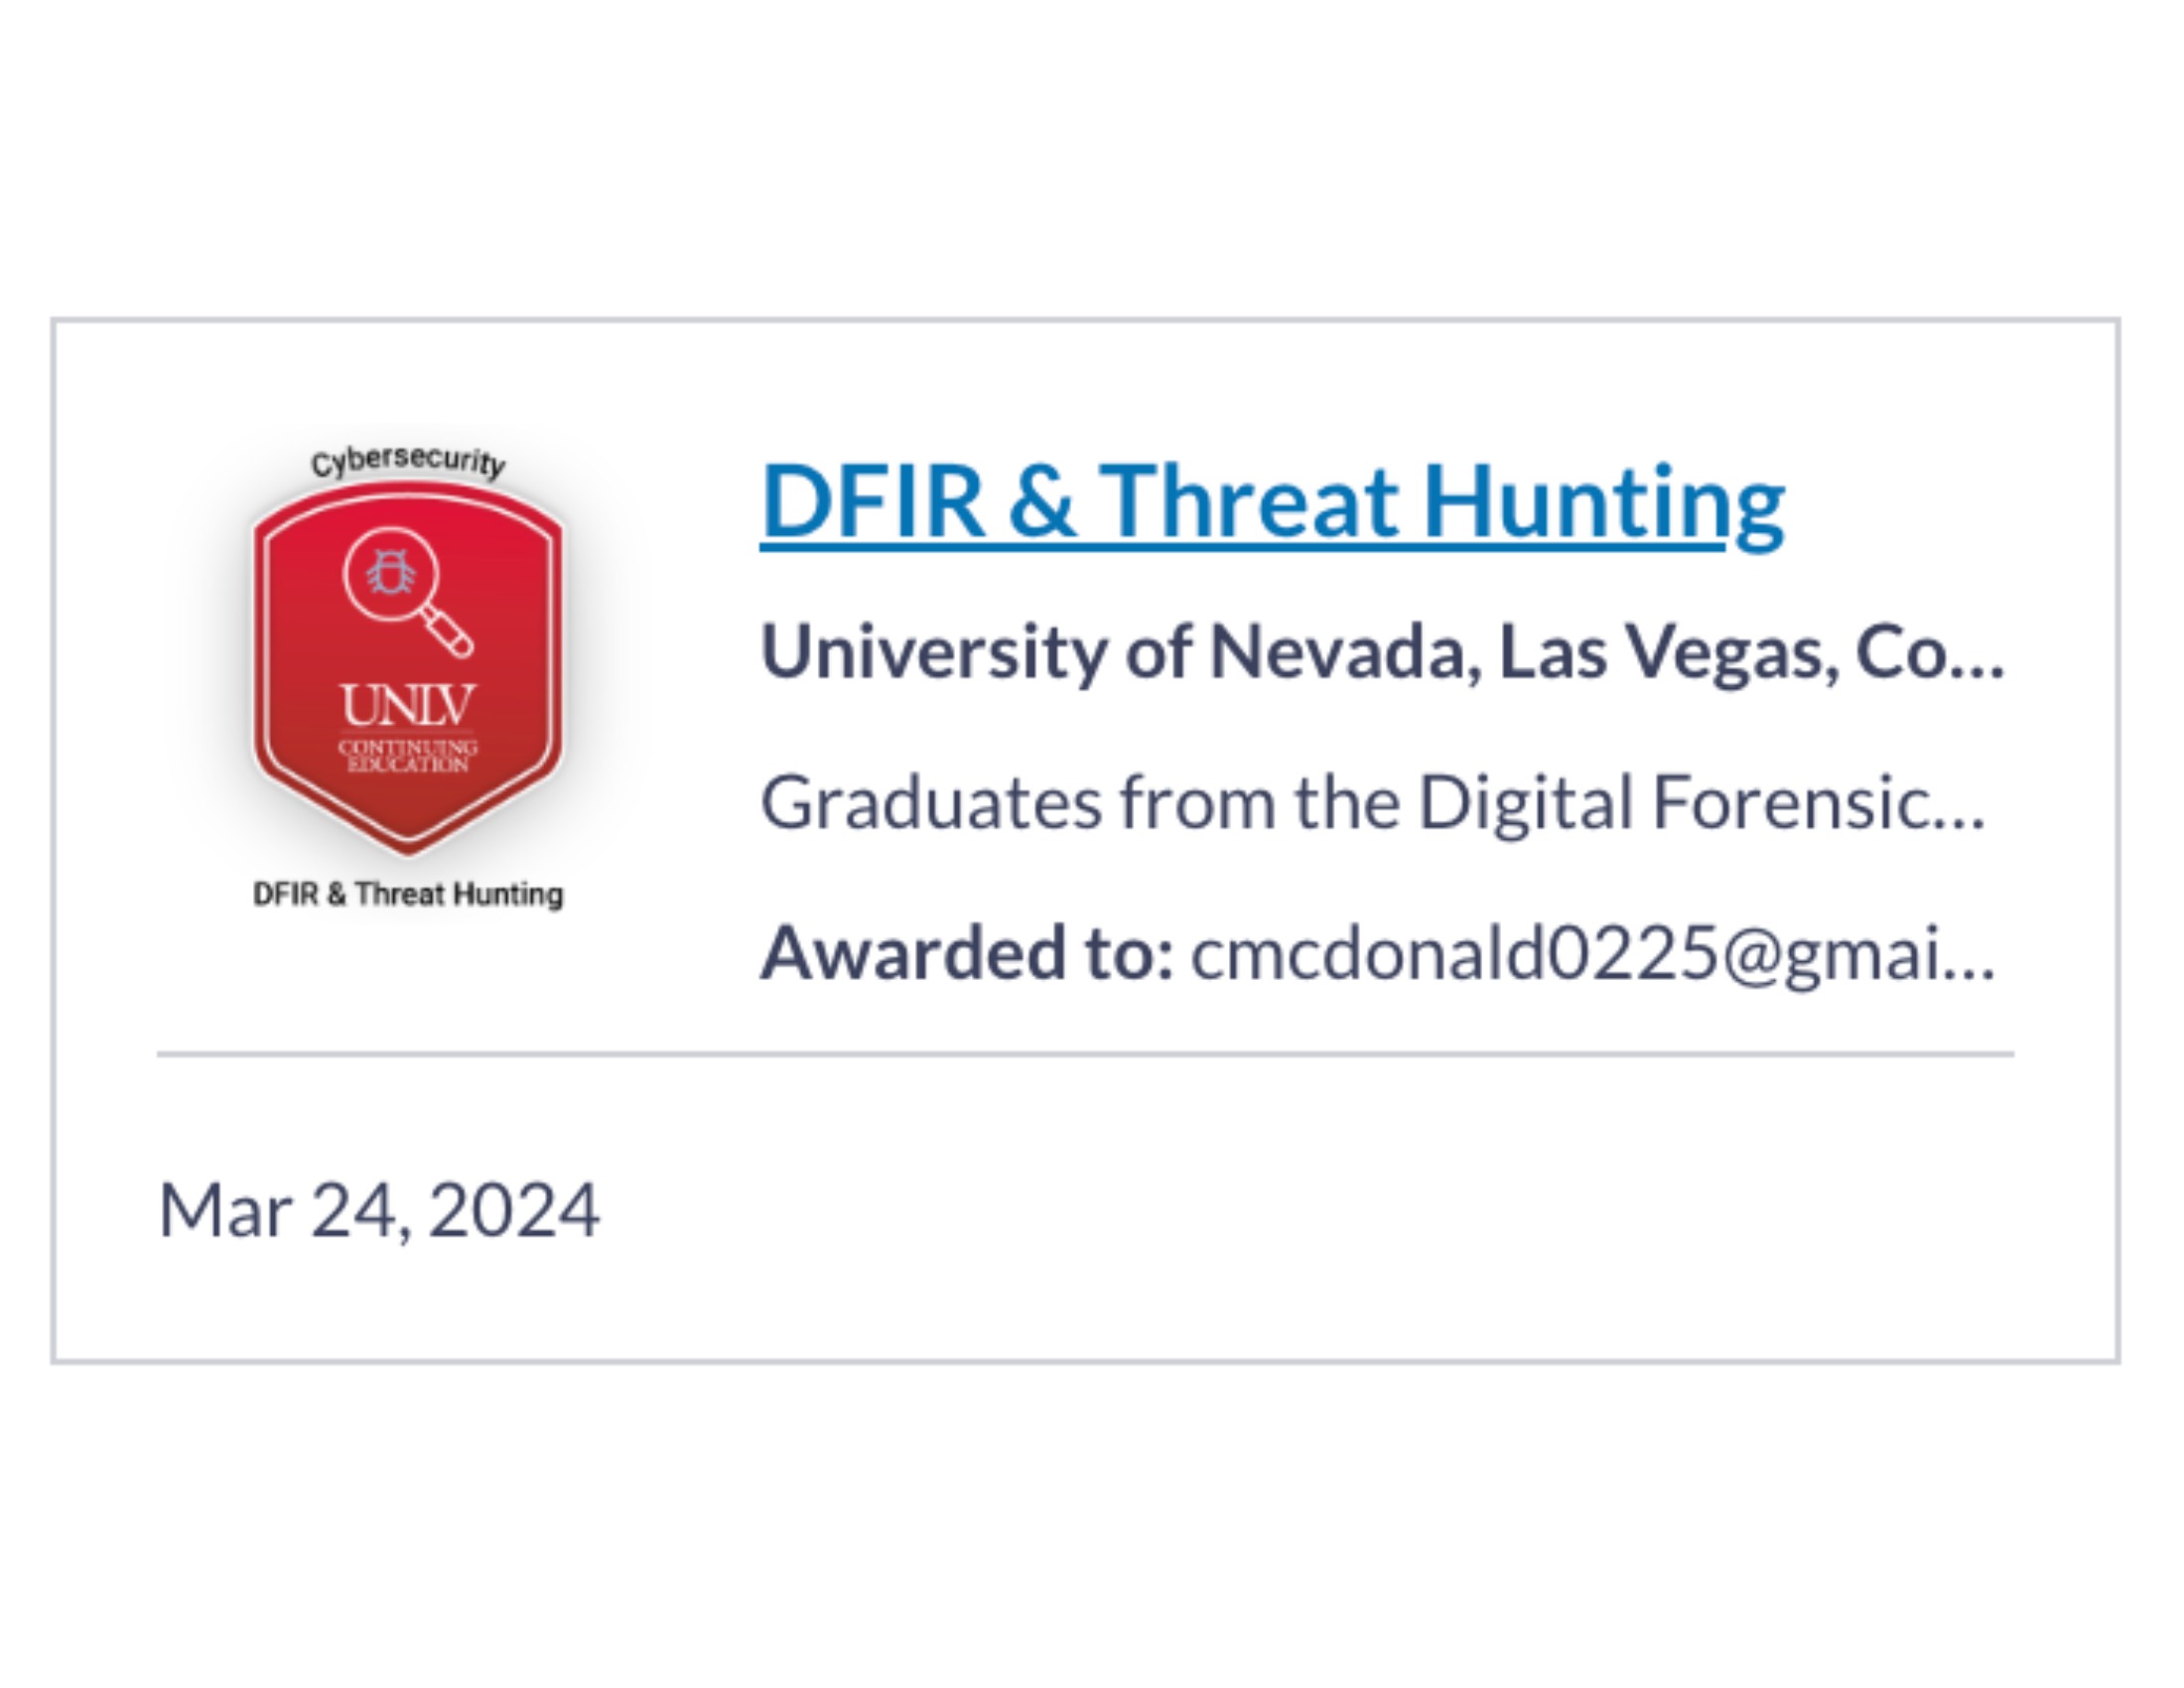 Cybersecurity
UNLV
CONTINUING
EDUCATION
DFIR & Threat Hunting
DFIR & Threat Hunting
University of Nevada, Las Vegas, Co...
Graduates from the Digital Forensic...
Awarded to: cmcdonald0225@gmai...
Mar 24, 2024